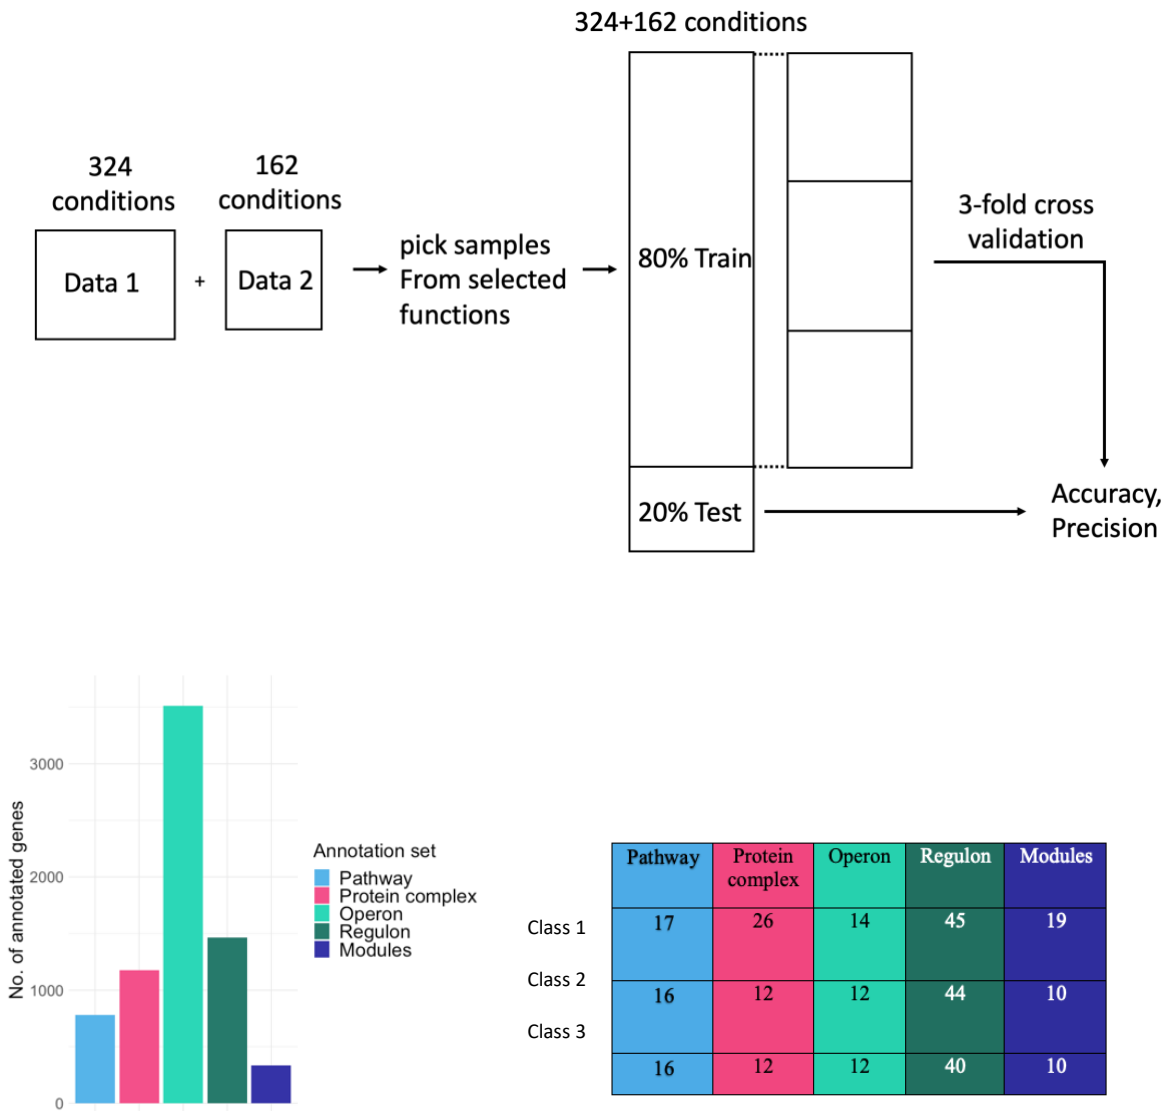 324+162 conditions
324
conditions
162
conditions
Data 1
+
Data 2
pick samples
From selected
functions
80% Train
3-fold cross
validation
20% Test
Accuracy,
Precision
No. of annotated genes
3000
2000
1000
0
Annotation set
Pathway
Protein complex
Operon
Regulon
Modules
Pathway Protein complex Operon Regulon Modules
Class 1 17 26 14 45 19
Class 2 16 12 12 44 10
Class 3 16 12 12 40 10